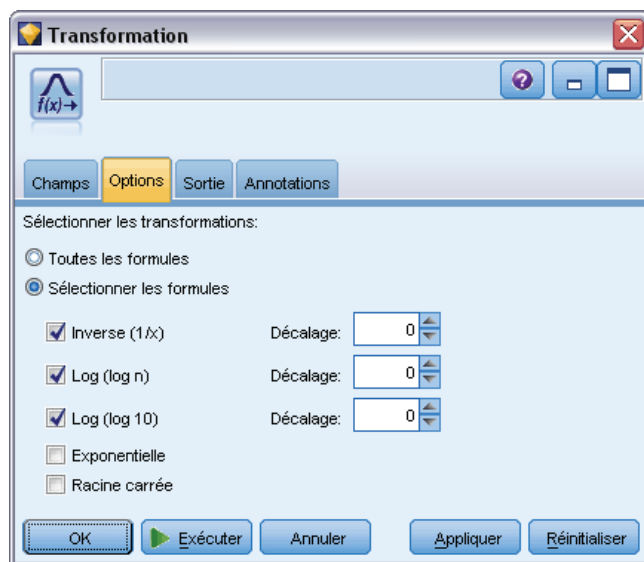 Transformation
f(x)→
?
Champs Options Sortie Annotations
Sélectionner les transformations:
Toutes les formules
Sélectionner les formules
Inverse (1/x) Décalage: 0
Log (log n) Décalage: 0
Log (log 10) Décalage: 0
Exponentielle
Racine carrée
OK Exécuter Annuler Appliquer Réinitialiser